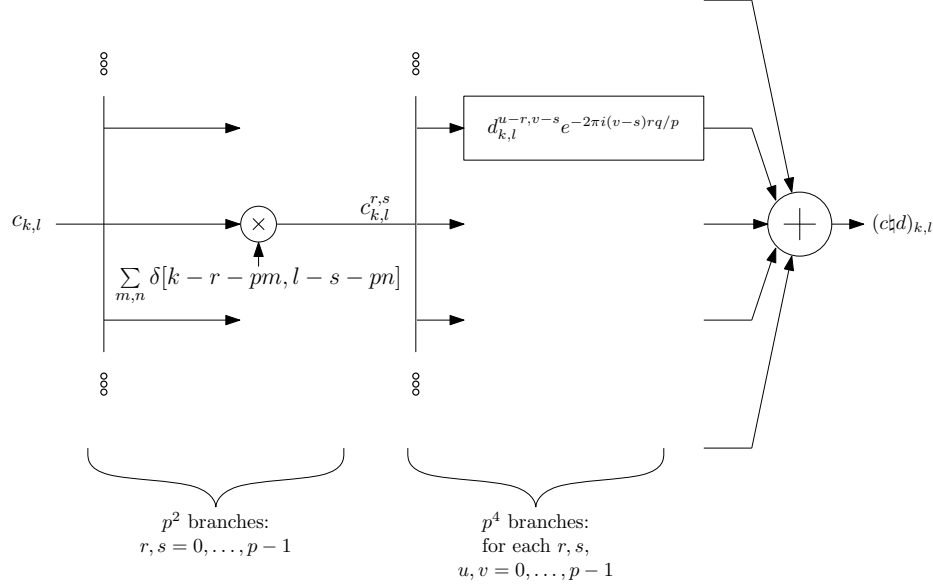 $c_{k,l}$
$\times$
$c_{k,l}^{r,s}$
$\sum_{m,n} \delta[k-r-pm, l-s-pn]$
$d_{k,l}^{u-r,v-s} e^{-2\pi i(v-s)rq/p}$
$+$
$(c\natural d)_{k,l}$
$p^2$ branches:
$r, s = 0, \ldots, p-1$
$p^4$ branches:
for each $r, s$,
$u, v = 0, \ldots, p-1$